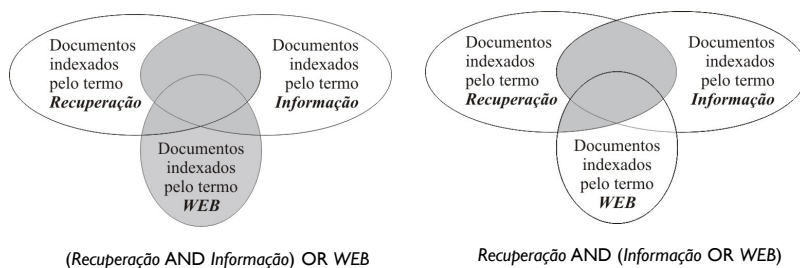 Documentos
indexados
pelo termo
Recuperação
Documentos
indexados
pelo termo
Informação
Documentos
indexados
pelo termo
WEB
(Recuperação AND Informação) OR WEB
Documentos
indexados
pelo termo
Recuperação
Documentos
indexados
pelo termo
Informação
Documentos
indexados
pelo termo
WEB
Recuperação AND (Informação OR WEB)